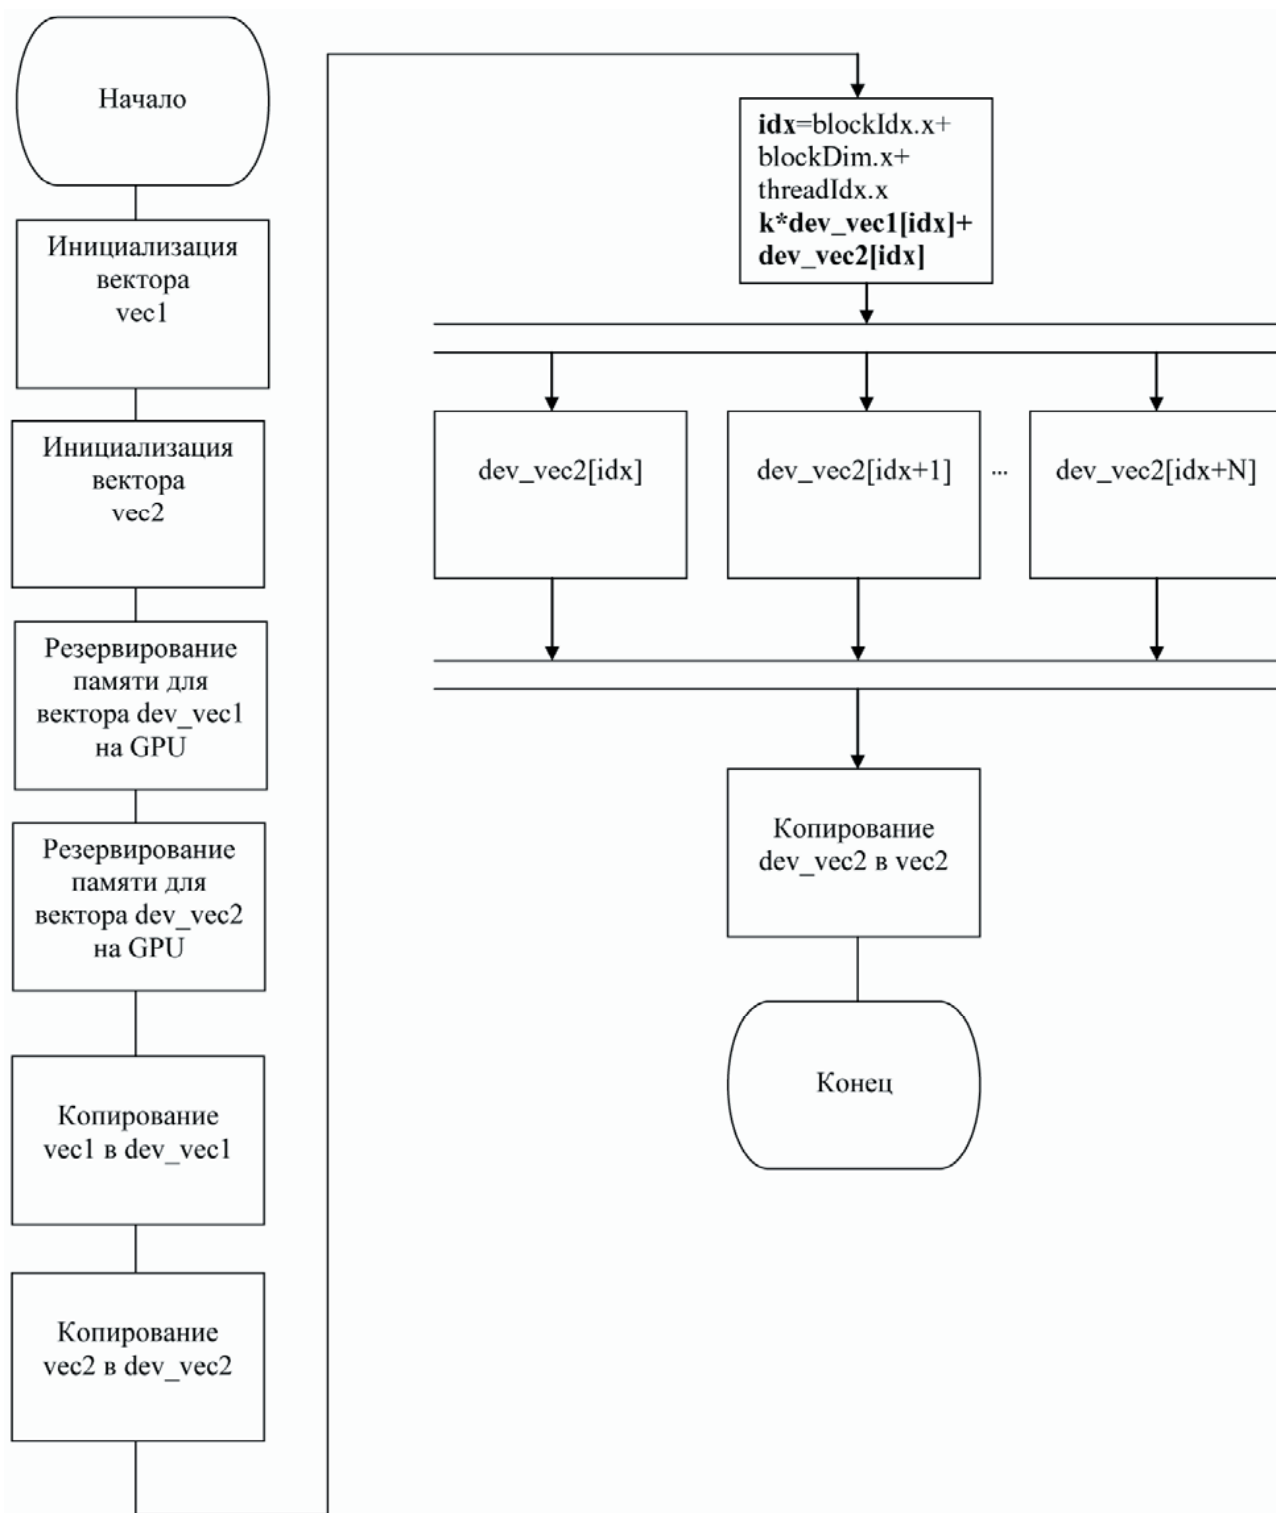 Начало
Инициализация
вектора
vec1
Инициализация
вектора
vec2
Резервирование
памяти для
вектора dev_vec1
на GPU
Резервирование
памяти для
вектора dev_vec2
на GPU
Копирование
vec1 в dev_vec1
Копирование
vec2 в dev_vec2
idx=blockIdx.x+
blockDim.x+
threadIdx.x
k*dev_vec1[idx]+
dev_vec2[idx]
dev_vec2[idx]
dev_vec2[idx+1]
...
dev_vec2[idx+N]
Копирование
dev_vec2 в vec2
Конец